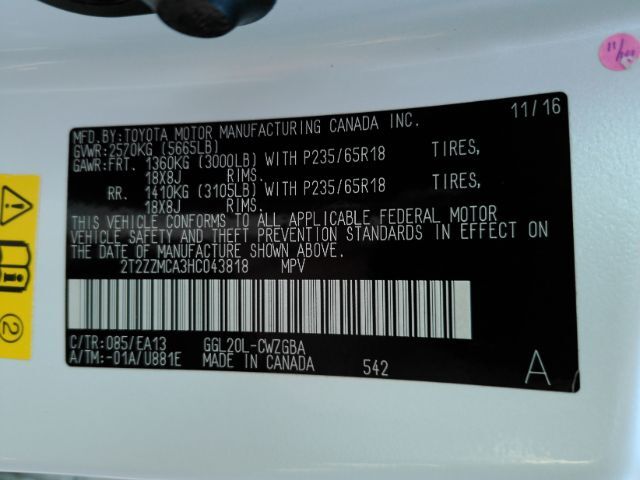 MFD.BY:TOYOTA MOTOR MANUFACTURING CANADA INC. 11/16
GVWR:2570KG (5665LB)
GAWR:FRT. 1360KG (3000LB) WITH P235/65R18 TIRES,
18X8J RIMS.
RR. 1410KG (3105LB) WITH P235/65R18 TIRES,
18X8J RIMS.
THIS VEHICLE CONFORMS TO ALL APPLICABLE FEDERAL MOTOR
VEHICLE SAFETY AND THEFT PREVENTION STANDARDS IN EFFECT ON
THE DATE OF MANUFACTURE SHOWN ABOVE.
2T2ZZMCA3HC043818 MPV
C/TR:085/EA13 GGL20L-CWZGBA
A/TM:-01A/U881E MADE IN CANADA 542 A
2